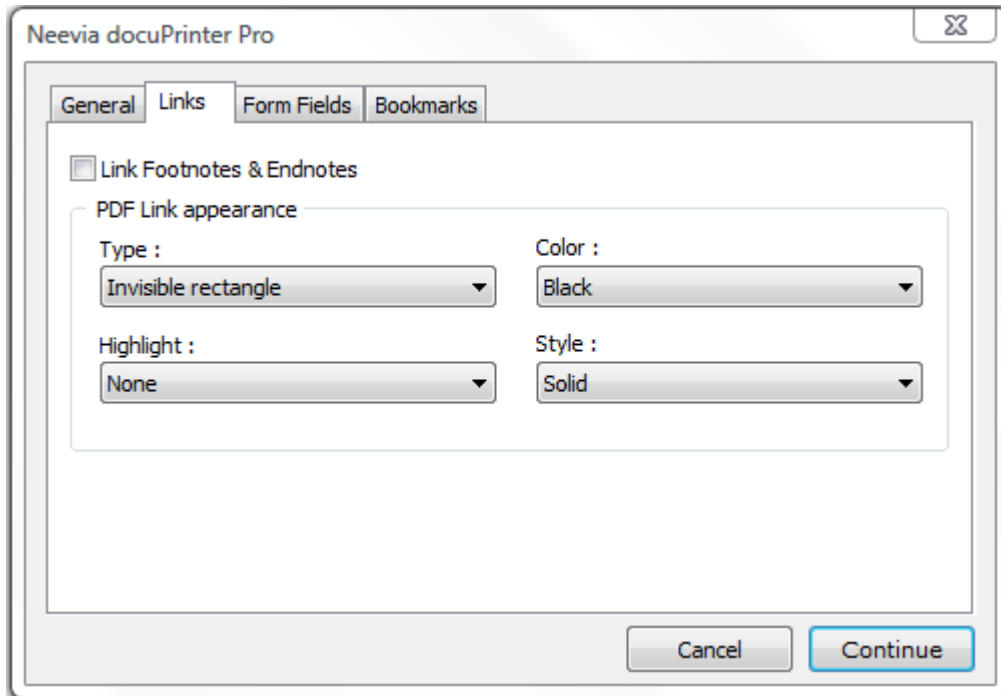 Neevia docuPrinter Pro
General Links Form Fields Bookmarks
Link Footnotes & Endnotes
PDF Link appearance
Type : Color :
Invisible rectangle Black
Highlight : Style :
None Solid
Cancel Continue